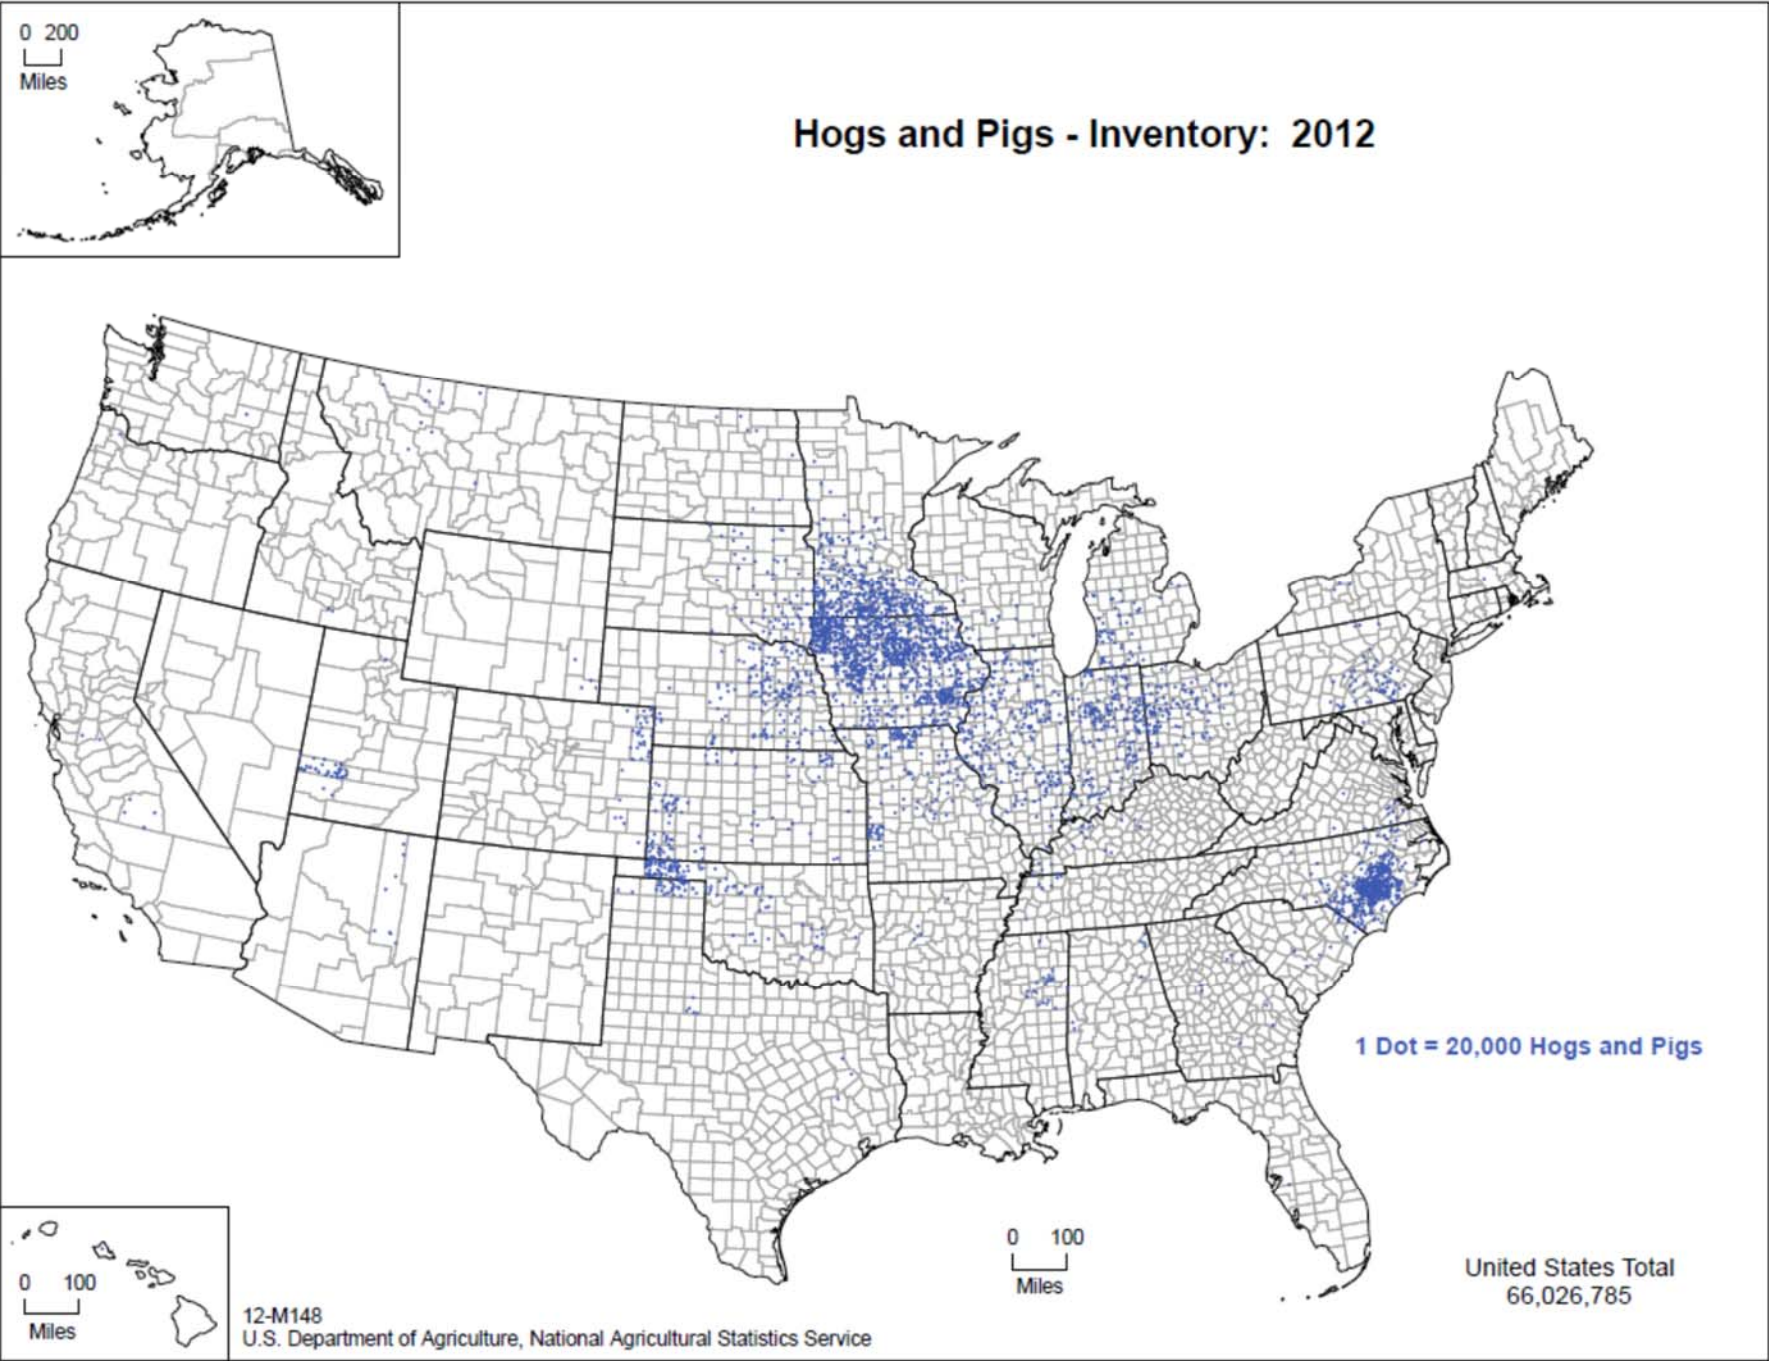 0 200
Miles
Hogs and Pigs - Inventory: 2012
1 Dot = 20,000 Hogs and Pigs
0 100
Miles
United States Total
66,026,785
0 100
Miles
12-M148
U.S. Department of Agriculture, National Agricultural Statistics Service